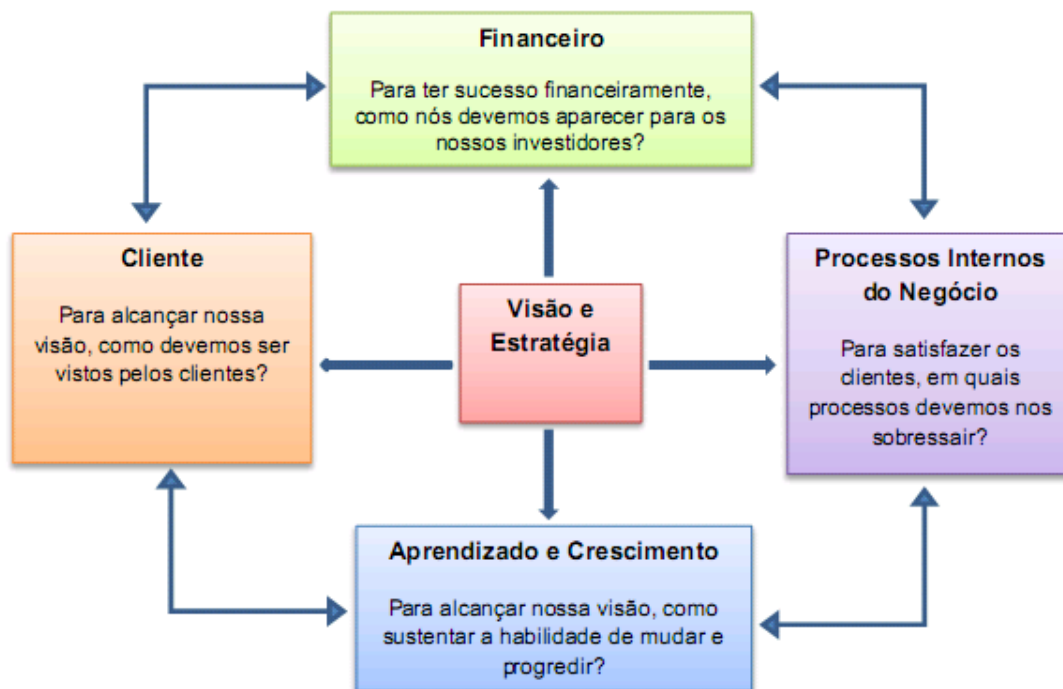 Financeiro
Para ter sucesso financeiramente,
como nós devemos aparecer para os
nossos investidores?
Cliente
Para alcançar nossa
visão, como devemos ser
vistos pelos clientes?
Visão e
Estratégia
Processos Internos
do Negócio
Para satisfazer os
clientes, em quais
processos devemos nos
sobressair?
Aprendizado e Crescimento
Para alcançar nossa visão, como
sustentar a habilidade de mudar e
progredir?